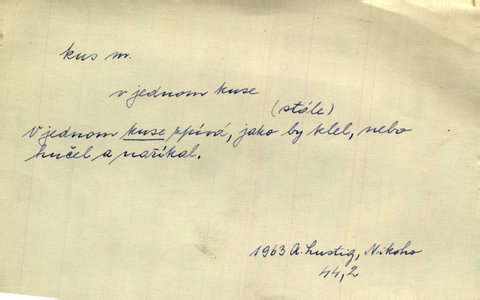 kus m.
v jednom kuse
(stále)
V jednom kuse zpívá, jako by klel, nebo
hučel a naříkal.
1963 A. Lustig, Nikoho
44,2